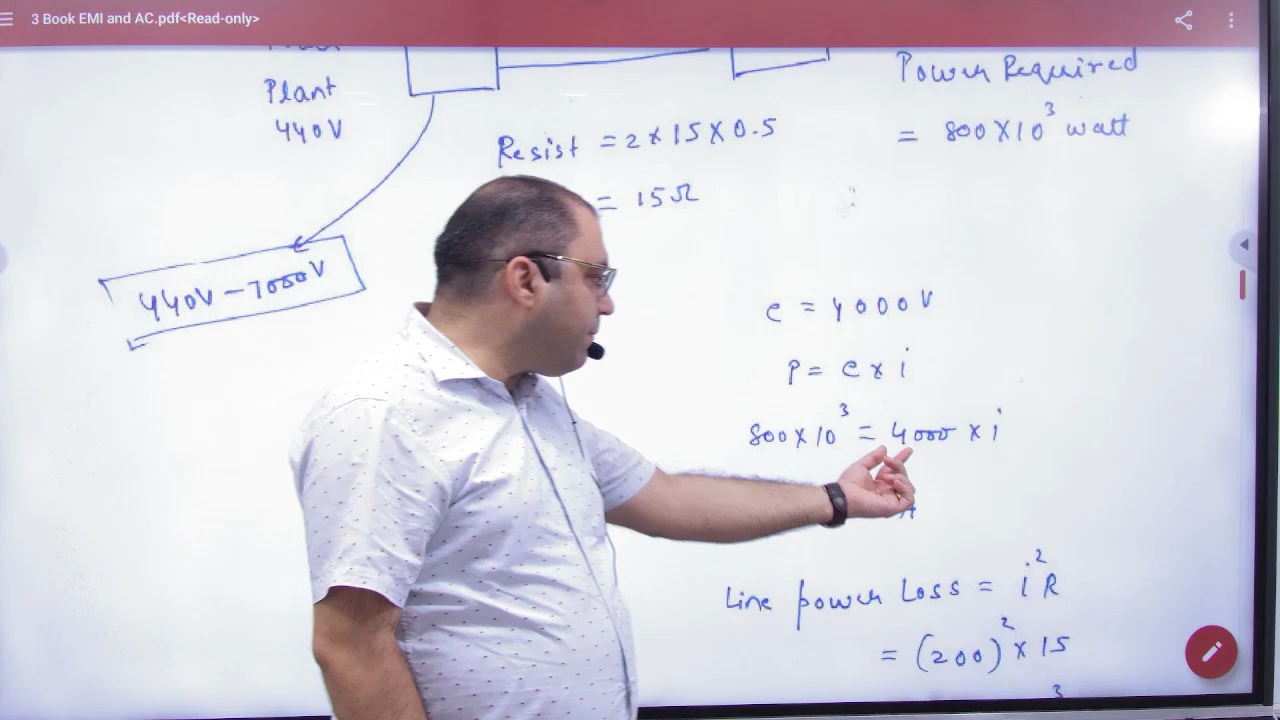 3 Book EMI and AC.pdf<Read-only>
Plant
440V
Power Required
= 800 X 10³ watt
Resist = 2 X 15 X 0.5
= 15Ω
440V – 7000V
e = 4000V
P = e x i
800 X 10³ = 4000 x i
A
Line power Loss = i²R
= (200)² X 15
3